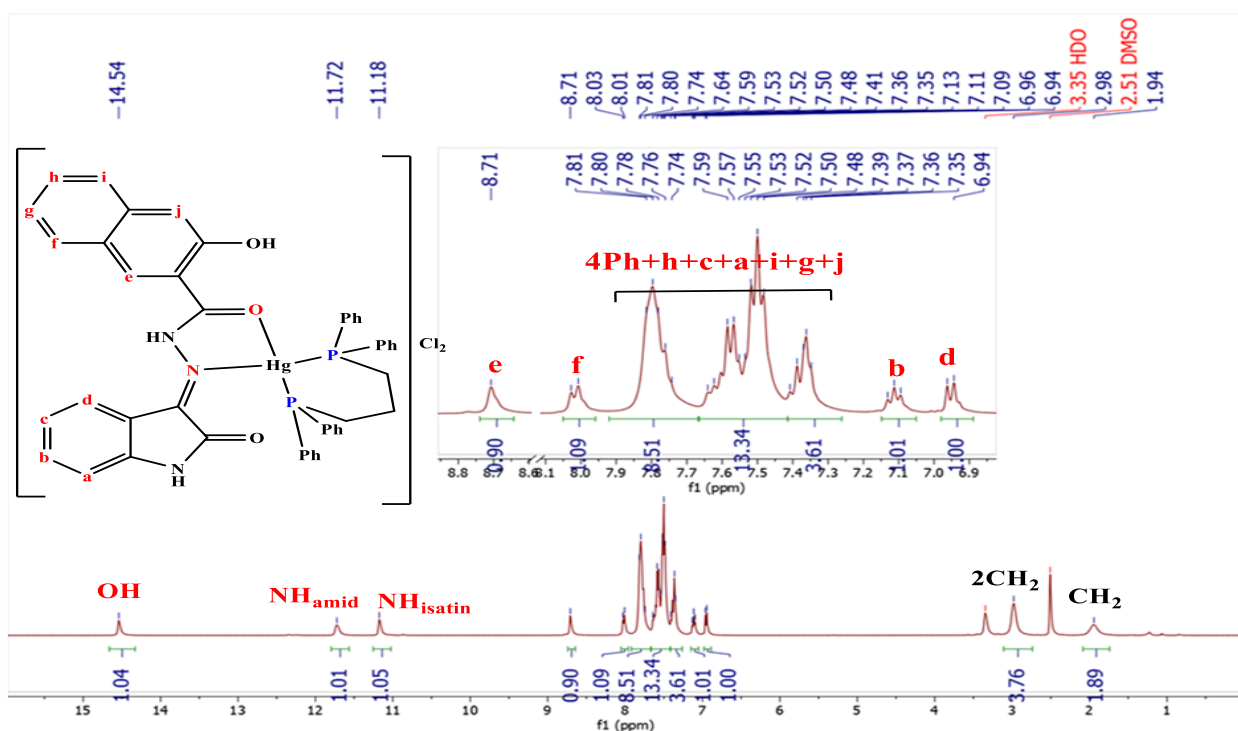 −14.54
−11.72
−11.18
−8.71
8.03
8.01
7.81
7.80
7.74
7.64
7.59
7.53
7.52
7.50
7.48
7.41
7.36
7.35
7.13
7.11
7.09
6.96
6.94
3.35 HDO
2.98
2.51 DMSO
1.94
−8.71
7.81
7.80
7.78
7.76
7.74
7.59
7.57
7.55
7.53
7.52
7.50
7.48
7.39
7.37
7.36
7.35
6.94
4Ph+h+c+a+i+g+j
e
f
b
d
0.90
1.09
8.51
13.34
3.61
1.01
1.00
8.8 8.7 8.6 8.1 8.0 7.9 7.8 7.7 7.6 7.5 7.4 7.3 7.2 7.1 7.0 6.9
f1 (ppm)
h
i
g
j
f
OH
e
O
HN
Ph
P
Ph
Cl₂
N
Hg
P
d
c
Ph
O
b
Ph
N
H
a
OH
NHamid
NHisatin
2CH₂
CH₂
1.04
1.01
1.05
0.90
1.09
8.51
13.34
3.61
1.01
1.00
3.76
1.89
15 14 13 12 11 10 9 8 7 6 5 4 3 2 1
f1 (ppm)